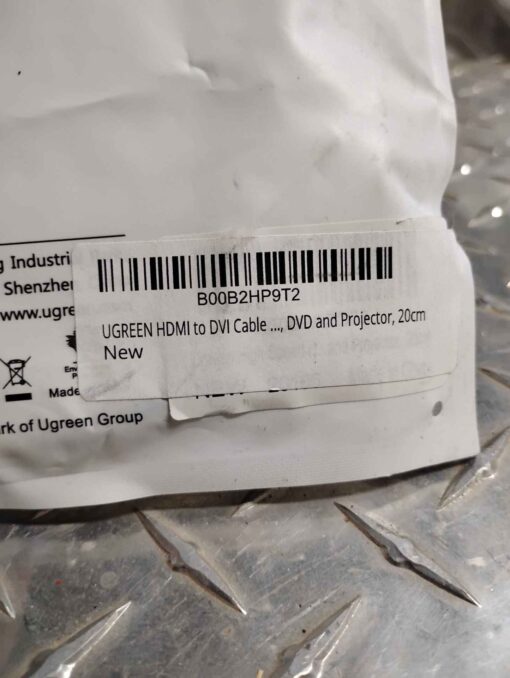 g Industri
Shenzhen
www.ugre
B00B2HP9T2
UGREEN HDMI to DVI Cable ..., DVD and Projector, 20cm
New
Made
rk of Ugreen Group